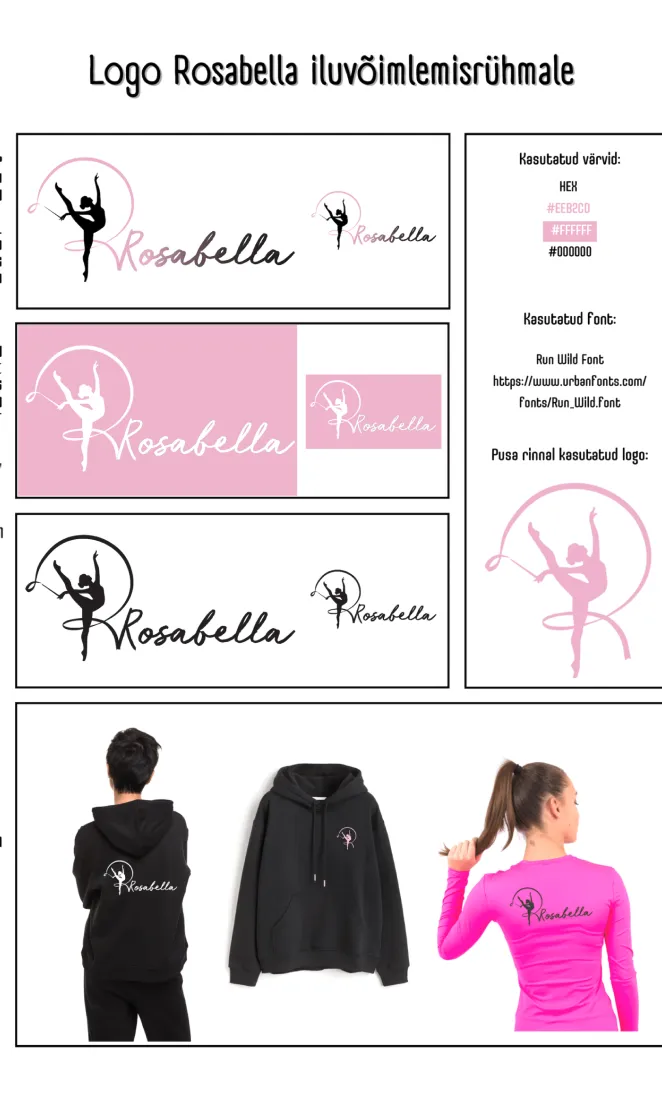 Logo Rosabella iluvõimlemisrühmale
Rosabella
Rosabella
Kasutatud värvid:
HEX
#EEB2CD
#FFFFFF
#000000
Rosabella
Rosabella
Kasutatud font:
Run Wild Font
https://www.urbanfonts.com/
fonts/Run_Wild.font
Pusa rinnal kasutatud logo:
Rosabella
Rosabella
Rosabella
Rosabella